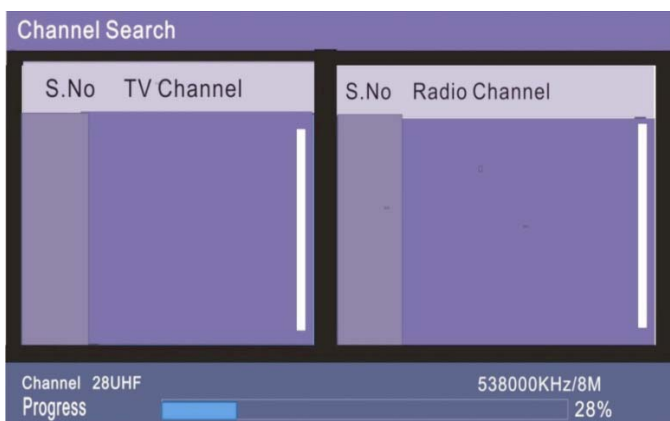 Channel Search
S.No TV Channel
S.No Radio Channel
Channel 28UHF 538000KHz/8M
Progress 28%